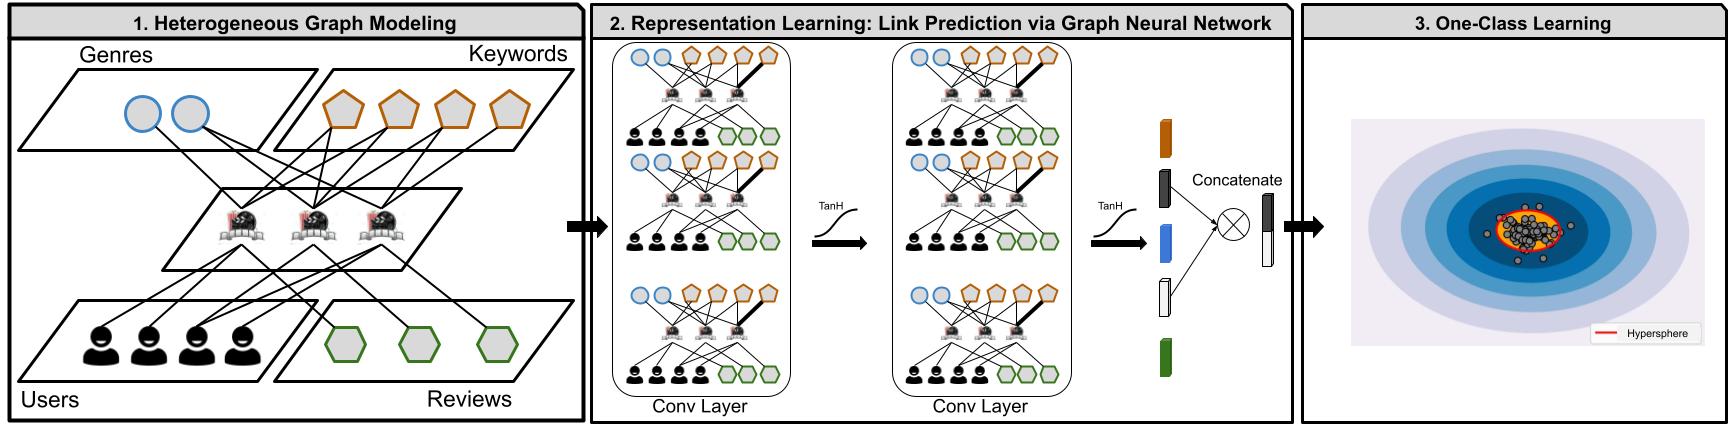 1. Heterogeneous Graph Modeling
Genres
Keywords
Users
Reviews
2. Representation Learning: Link Prediction via Graph Neural Network
TanH
TanH
Concatenate
Conv Layer
Conv Layer
3. One-Class Learning
Hypersphere